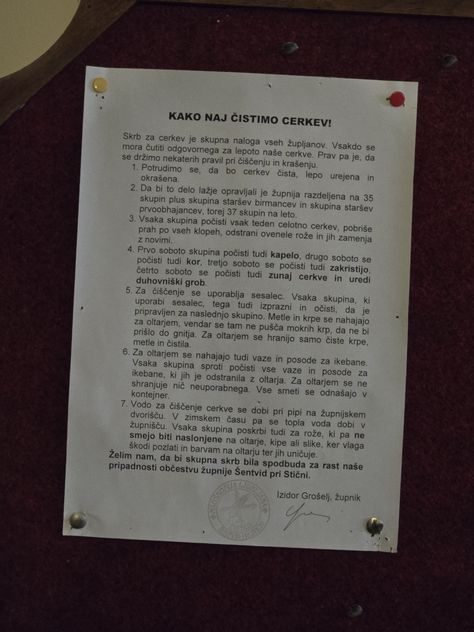 KAKO NAJ ČISTIMO CERKEV!
Skrb za cerkev je skupna naloga vseh župljanov. Vsakdo se
mora čutiti odgovornega za lepoto naše cerkve. Prav pa je, da
se držimo nekaterih pravil pri čiščenju in krašenju.
1. Potrudimo se, da bo cerkev čista, lepo urejena in
okrašena.
2. Da bi to delo lažje opravljali je župnija razdeljena na 35
skupin plus skupina staršev birmancev in skupina staršev
prvoobhajancev, torej 37 skupin na leto.
3. Vsaka skupina počisti vsak teden celotno cerkev, pobriše
prah po vseh klopeh, odstrani ovenele rože in jih zamenja
z novimi.
4. Prvo soboto skupina počisti tudi kapelo, drugo soboto se
počisti tudi kor, tretjo soboto se počisti tudi zakristijo,
četrto soboto se počisti tudi zunaj cerkve in uredi
duhovniški grob.
5. Za čiščenje se uporablja sesalec. Vsaka skupina, ki
uporabi sesalec, tega tudi izprazni in očisti, da je
pripravljen za naslednjo skupino. Metle in krpe se nahajajo
za oltarjem, vendar se tam ne pušča mokrih krp, da ne bi
prišlo do gnitja. Za oltarjem se hranijo samo čiste krpe,
metle in čistila.
6. Za oltarjem se nahajajo tudi vaze in posode za ikebane.
Vsaka skupina sproti počisti vse vaze in posode za
ikebane, ki jih je odstranila z oltarja. Za oltarjem se ne
shranjuje nič neuporabnega. Vse smeti se odnašajo v
kontejner.
7. Vodo za čiščenje cerkve se dobi pri pipi na župnijskem
dvorišču. V zimskem času pa se topla voda dobi v
župnišču. Vsaka skupina poskrbi tudi za rože, ki pa ne
smejo biti naslonjene na oltarje, kipe ali slike, ker vlaga
škodi pozlati in barvam na oltarju ter jih uničuje.
Želim nam, da bi skupna skrb bila spodbuda za rast naše
pripadnosti občestvu župnije Šentvid pri Stični.
Izidor Grošelj, župnik